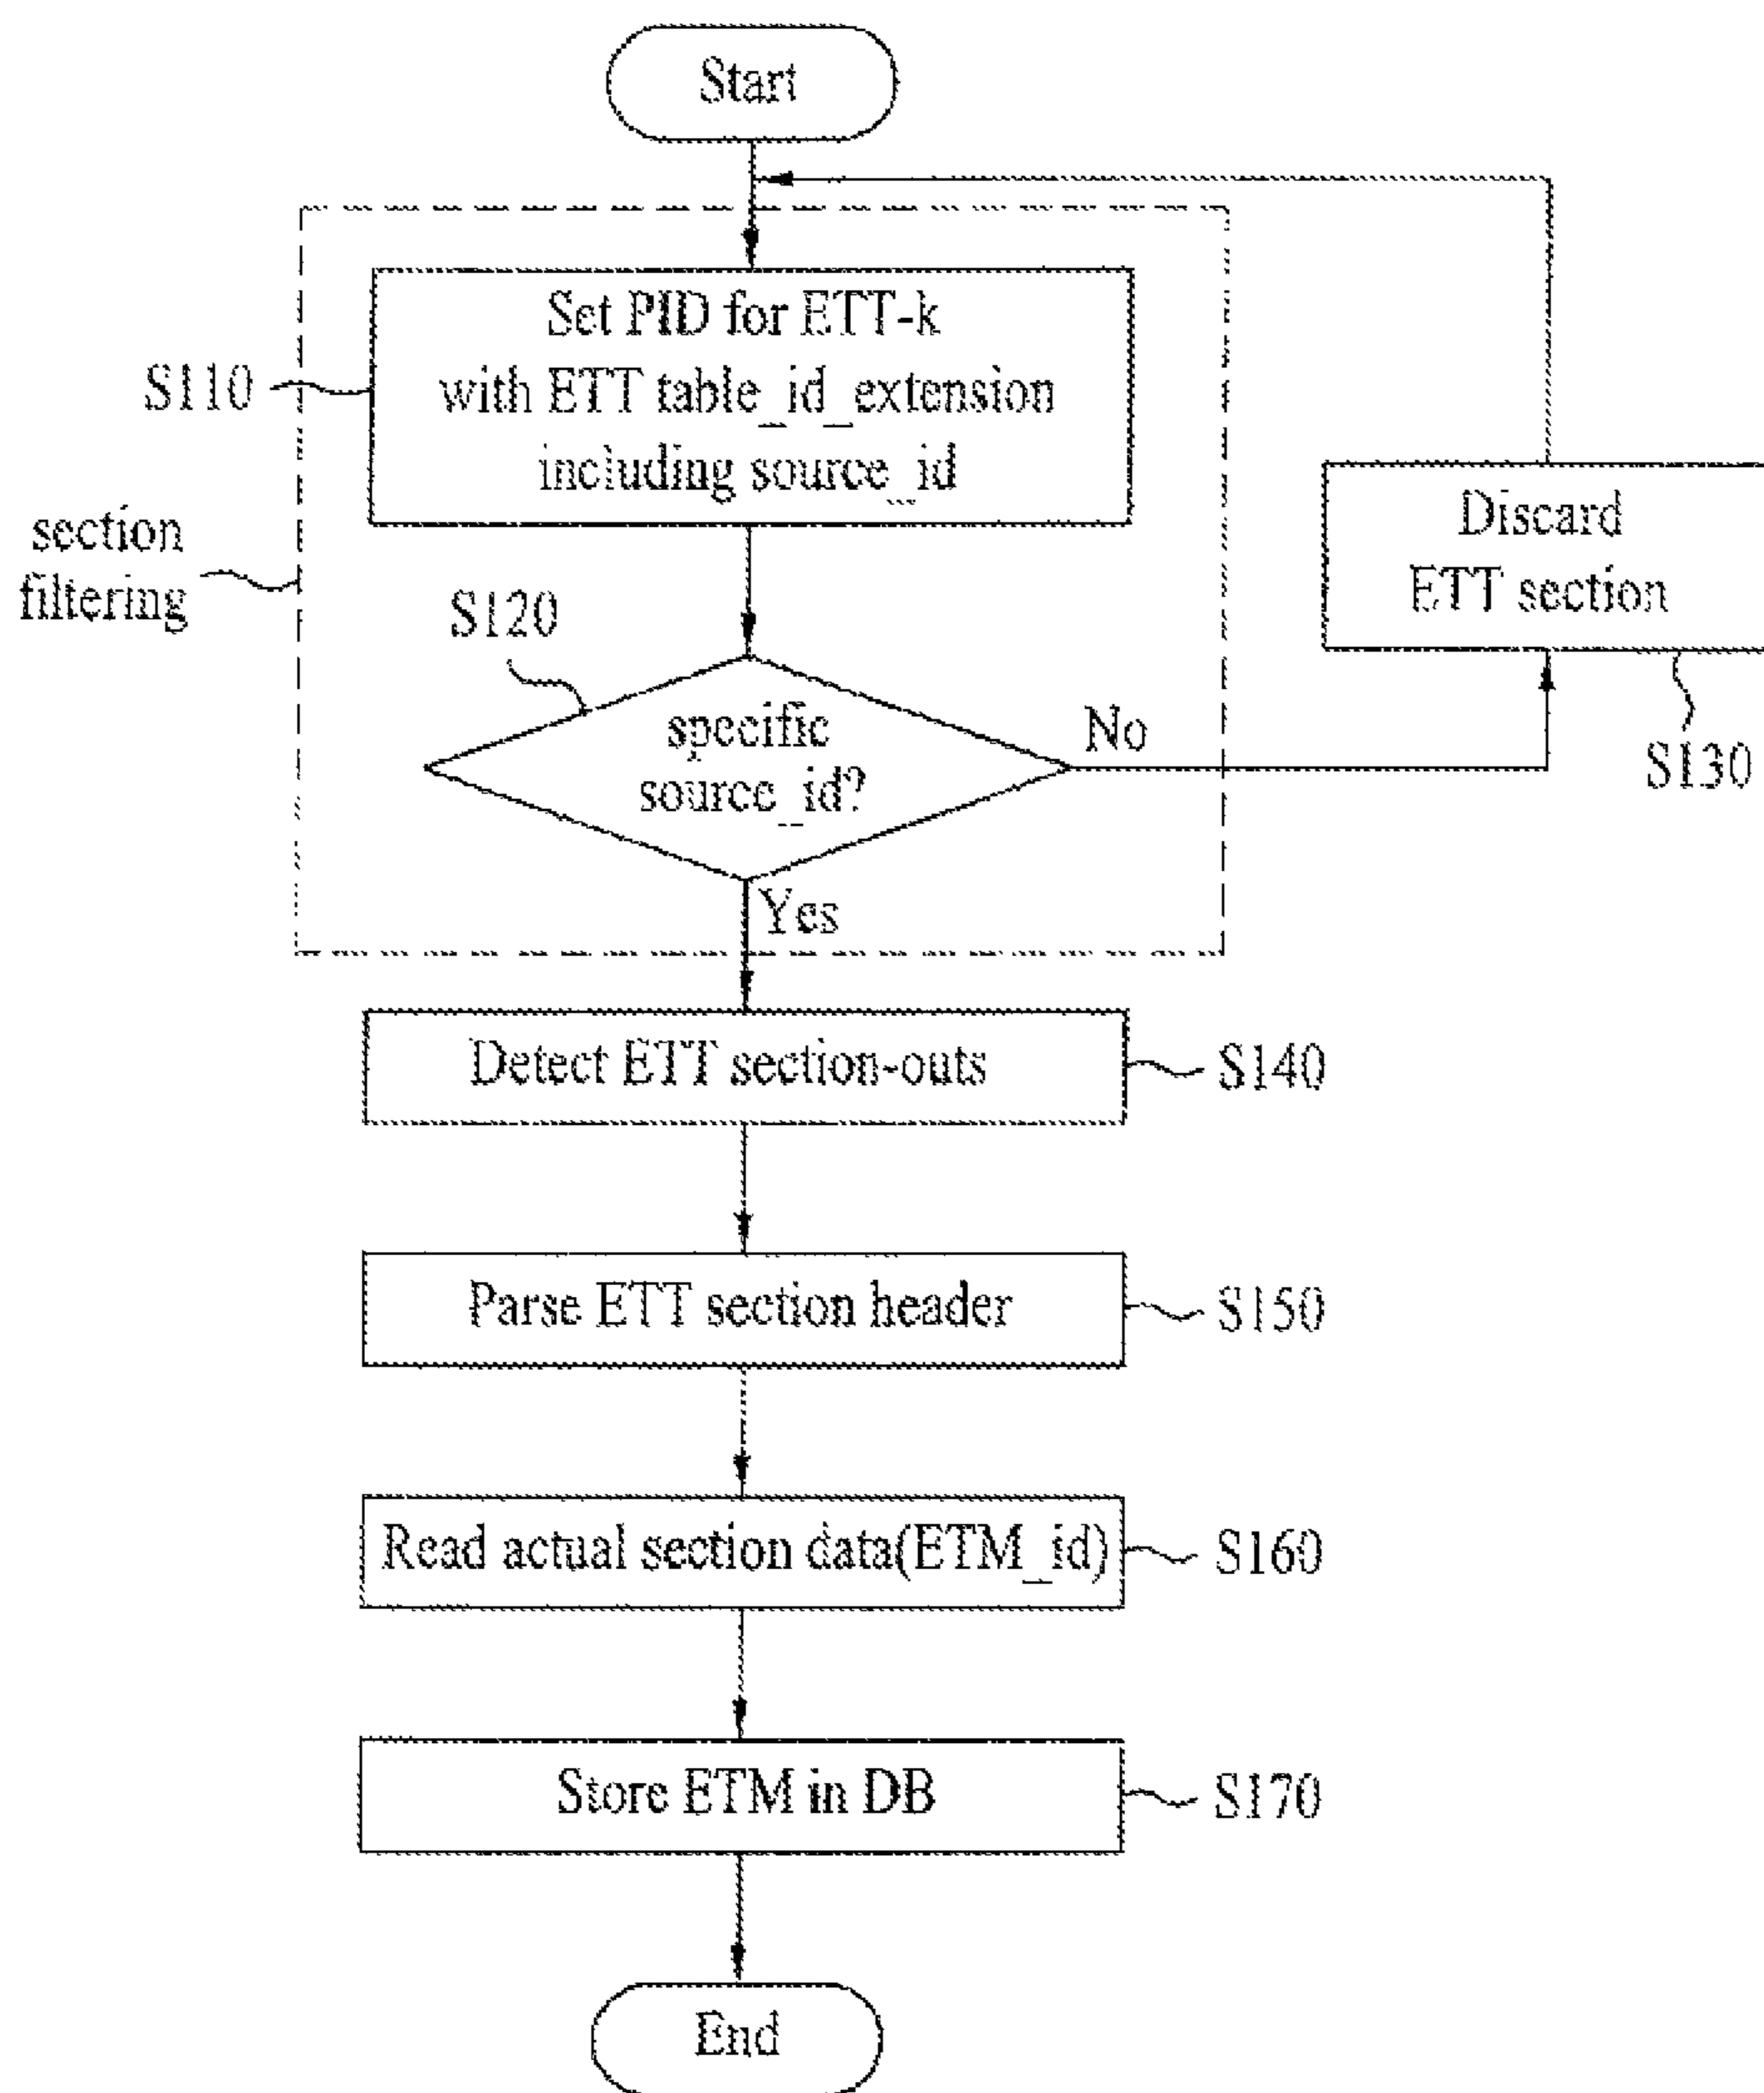 Start
Set PID for ETT-k
with ETT table_id_extension
including source_id
S110
section
filtering
S120
specific
source_id?
No
Yes
Discard
ETT section
S130
Detect ETT section-outs
S140
Parse ETT section header
S150
Read actual section data(ETM_id)
S160
Store ETM in DB
S170
End